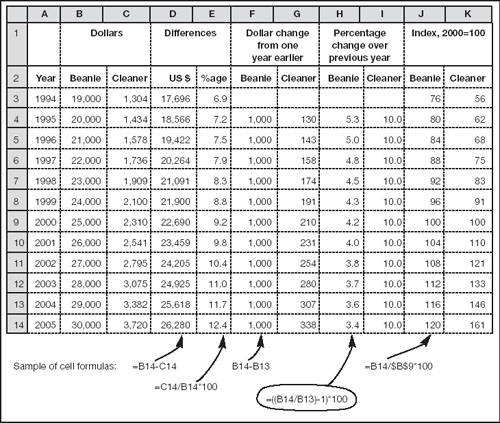 A B C D E F G H I J K
1 Dollars Differences Dollar change from one year earlier Percentage change over previous year Index, 2000=100
2 Year Beanie Cleaner US $ %age Beanie Cleaner Beanie Cleaner Beanie Cleaner
3 1994 19,000 1,304 17,696 6.9 76 56
4 1995 20,000 1,434 18,566 7.2 1,000 130 5.3 10.0 80 62
5 1996 21,000 1,578 19,422 7.5 1,000 143 5.0 10.0 84 68
6 1997 22,000 1,736 20,264 7.9 1,000 158 4.8 10.0 88 75
7 1998 23,000 1,909 21,091 8.3 1,000 174 4.5 10.0 92 83
8 1999 24,000 2,100 21,900 8.8 1,000 191 4.3 10.0 96 91
9 2000 25,000 2,310 22,690 9.2 1,000 210 4.2 10.0 100 100
10 2001 26,000 2,541 23,459 9.8 1,000 231 4.0 10.0 104 110
11 2002 27,000 2,795 24,205 10.4 1,000 254 3.8 10.0 108 121
12 2003 28,000 3,075 24,925 11.0 1,000 280 3.7 10.0 112 133
13 2004 29,000 3,382 25,618 11.7 1,000 307 3.6 10.0 116 146
14 2005 30,000 3,720 26,280 12.4 1,000 338 3.4 10.0 120 161
Sample of cell formulas: =B14-C14 B14-B13 =B14/$B$9*100
=C14/B14*100
=((B14/B13)-1)*100